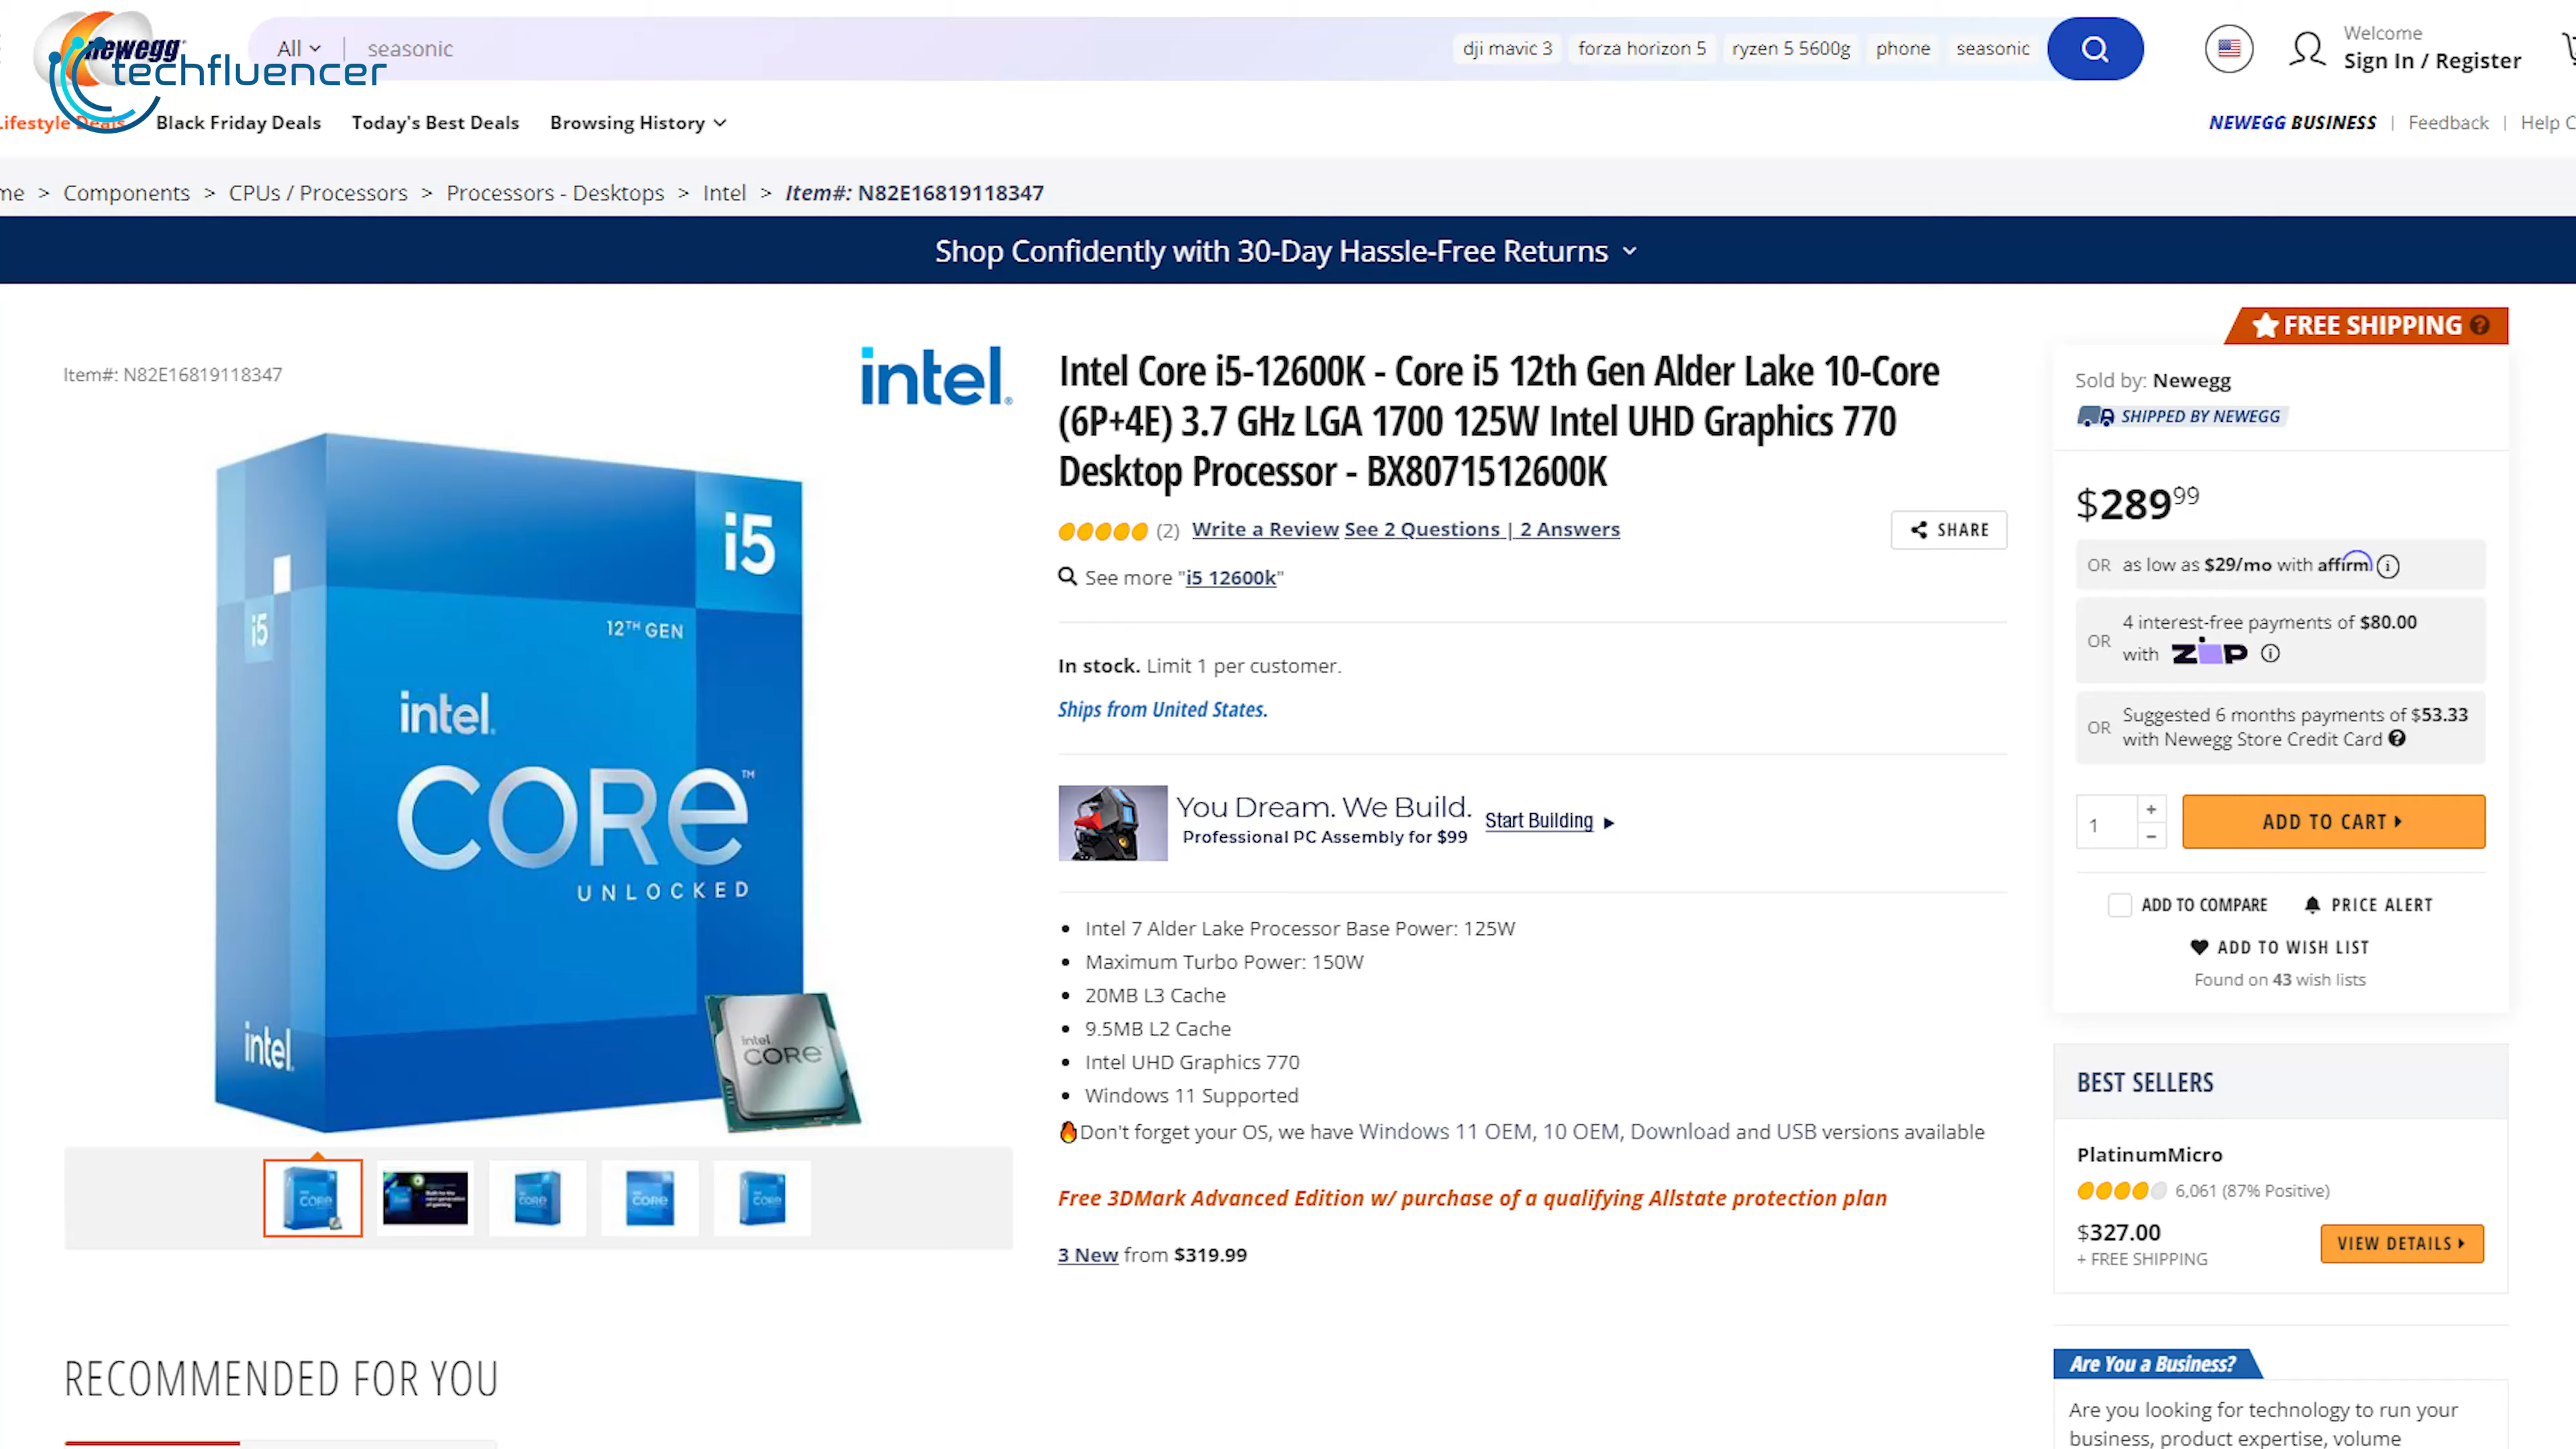 newegg
techfluencer
All
seasonic
dji mavic 3
forza horizon 5
ryzen 5 5600g
phone
seasonic
Welcome
Sign In / Register
Lifestyle Deals
Black Friday Deals
Today's Best Deals
Browsing History
NEWEGG BUSINESS | Feedback | Help C
me > Components > CPUs / Processors > Processors - Desktops > Intel > Item#: N82E16819118347
Shop Confidently with 30-Day Hassle-Free Returns
Item#: N82E16819118347
intel.
i5
i5
12TH GEN
intel.
CORE™
UNLOCKED
intel.
intel
CORE
Intel Core i5-12600K - Core i5 12th Gen Alder Lake 10-Core
(6P+4E) 3.7 GHz LGA 1700 125W Intel UHD Graphics 770
Desktop Processor - BX8071512600K
(2) Write a Review See 2 Questions | 2 Answers
SHARE
See more "i5 12600k"
In stock. Limit 1 per customer.
Ships from United States.
You Dream. We Build.
Professional PC Assembly for $99
Start Building
• Intel 7 Alder Lake Processor Base Power: 125W
• Maximum Turbo Power: 150W
• 20MB L3 Cache
• 9.5MB L2 Cache
• Intel UHD Graphics 770
• Windows 11 Supported
Don't forget your OS, we have Windows 11 OEM, 10 OEM, Download and USB versions available
Free 3DMark Advanced Edition w/ purchase of a qualifying Allstate protection plan
3 New from $319.99
FREE SHIPPING
Sold by: Newegg
SHIPPED BY NEWEGG
$289.99
OR as low as $29/mo with affirm
OR 4 interest-free payments of $80.00
with ZIP
OR Suggested 6 months payments of $53.33
with Newegg Store Credit Card
1
+
−
ADD TO CART
ADD TO COMPARE
PRICE ALERT
ADD TO WISH LIST
Found on 43 wish lists
BEST SELLERS
PlatinumMicro
6,061 (87% Positive)
$327.00
+ FREE SHIPPING
VIEW DETAILS
Are You a Business?
Are you looking for technology to run your
business, product expertise, volume
RECOMMENDED FOR YOU